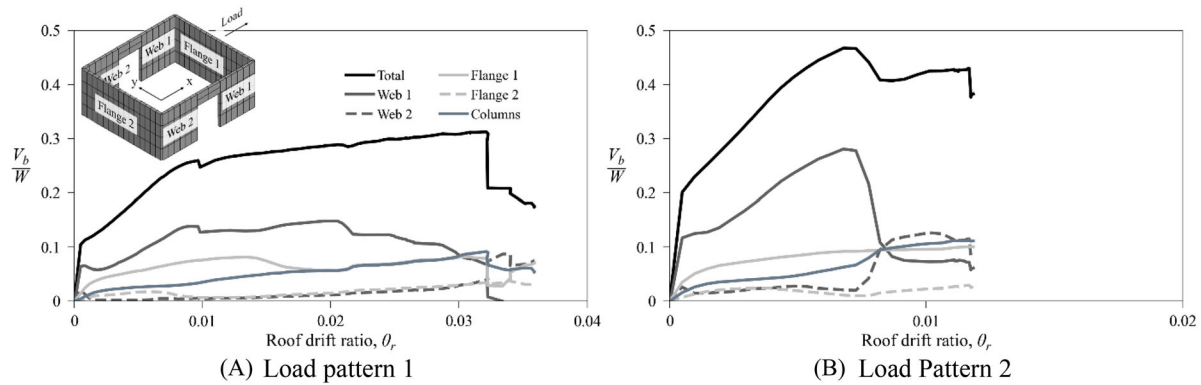 0.5
0.4
0.3
0.2
0.1
0
V_b
W
Load
Web 1
Flange 1
Web 2
y
x
Web 1
Flange 2
Web 2
Total
Flange 1
Web 1
Flange 2
Web 2
Columns
0
0.01
0.02
0.03
0.04
Roof drift ratio, θ_r
(A) Load pattern 1
0.5
0.4
0.3
0.2
0.1
0
V_b
W
0
0.01
0.02
Roof drift ratio, θ_r
(B) Load Pattern 2